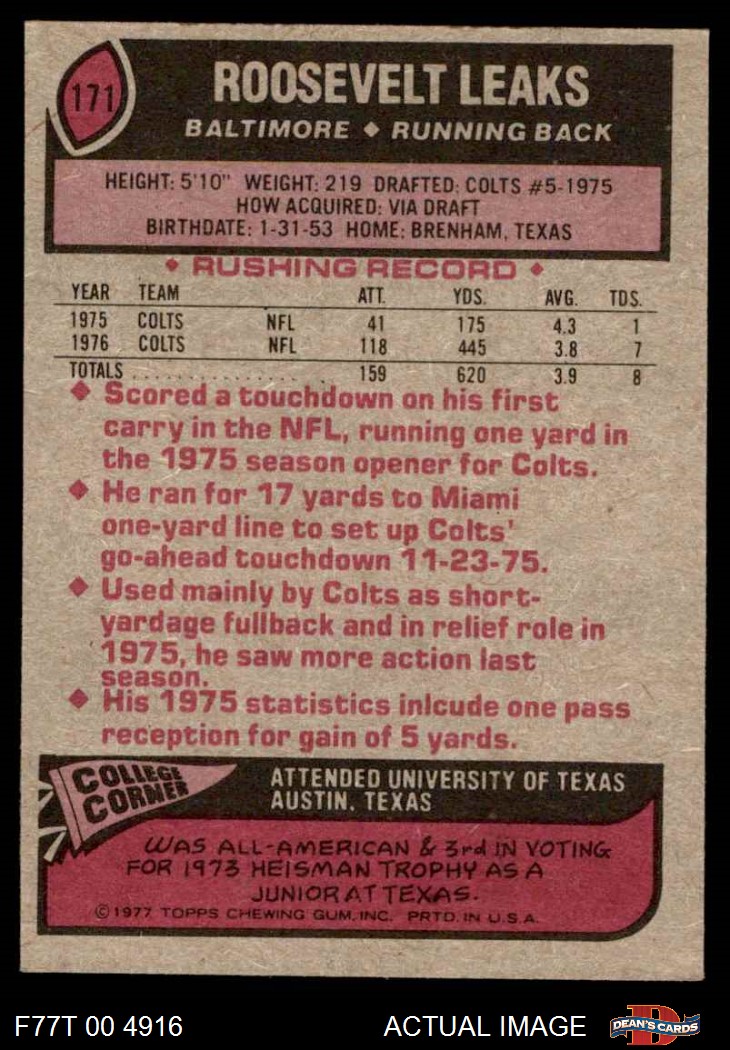 171
ROOSEVELT LEAKS
BALTIMORE ♦ RUNNING BACK
HEIGHT: 5'10" WEIGHT: 219 DRAFTED: COLTS #5-1975
HOW ACQUIRED: VIA DRAFT
BIRTHDATE: 1-31-53 HOME: BRENHAM, TEXAS
♦ RUSHING RECORD ♦
YEAR TEAM ATT. YDS. AVG. TDS.
1975 COLTS NFL 41 175 4.3 1
1976 COLTS NFL 118 445 3.8 7
TOTALS . . . . . . . . . . . . . . . . . . 159 620 3.9 8
♦ Scored a touchdown on his first
carry in the NFL, running one yard in
the 1975 season opener for Colts.
♦ He ran for 17 yards to Miami
one-yard line to set up Colts'
go-ahead touchdown 11-23-75.
♦ Used mainly by Colts as short-
yardage fullback and in relief role in
1975, he saw more action last
season.
♦ His 1975 statistics inlcude one pass
reception for gain of 5 yards.
COLLEGE
CORNER
ATTENDED UNIVERSITY OF TEXAS
AUSTIN, TEXAS
WAS ALL-AMERICAN & 3rd IN VOTING
FOR 1973 HEISMAN TROPHY AS A
JUNIOR AT TEXAS.
©1977 TOPPS CHEWING GUM, INC. PRTD. IN U.S.A.
F77T 00 4916 ACTUAL IMAGE
DEAN'S CARDS